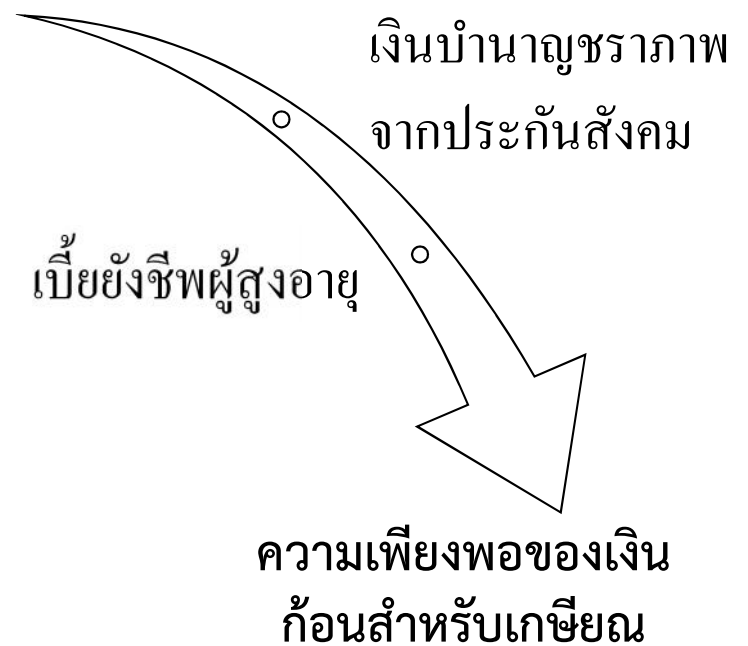 เงินบำนาญชราภาพ
จากประกันสังคม
เบี้ยยังชีพผู้สูงอายุ
ความเพียงพอของเงิน
ก้อนสำหรับเกษียณ